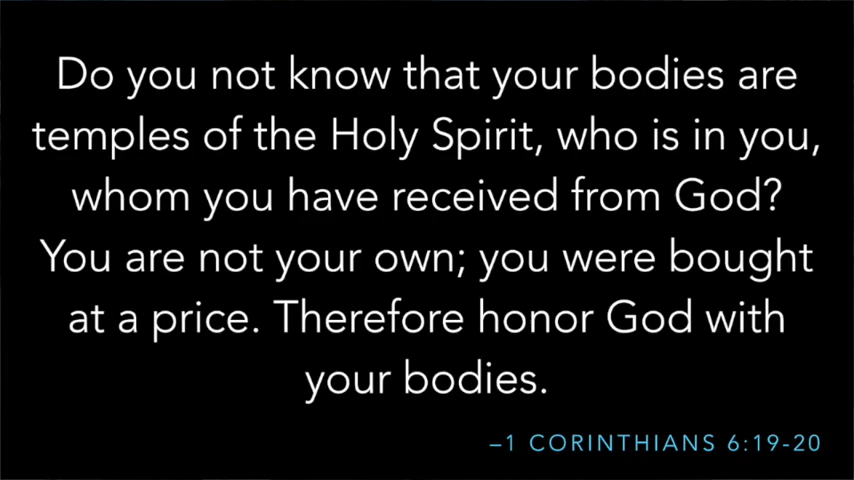 Do you not know that your bodies are
temples of the Holy Spirit, who is in you,
whom you have received from God?
You are not your own; you were bought
at a price. Therefore honor God with
your bodies.
–1 CORINTHIANS 6:19-20